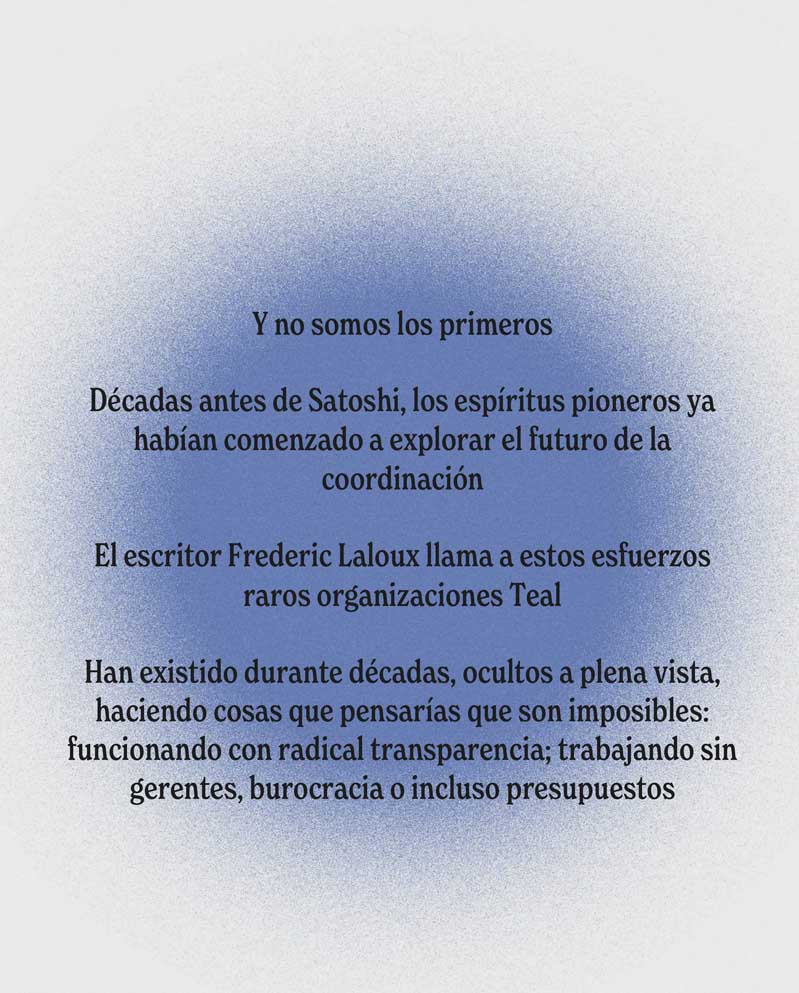 Y no somos los primeros
Décadas antes de Satoshi, los espíritus pioneros ya
habían comenzado a explorar el futuro de la
coordinación
El escritor Frederic Laloux llama a estos esfuerzos
raros organizaciones Teal
Han existido durante décadas, ocultos a plena vista,
haciendo cosas que pensarías que son imposibles:
funcionando con radical transparencia; trabajando sin
gerentes, burocracia o incluso presupuestos